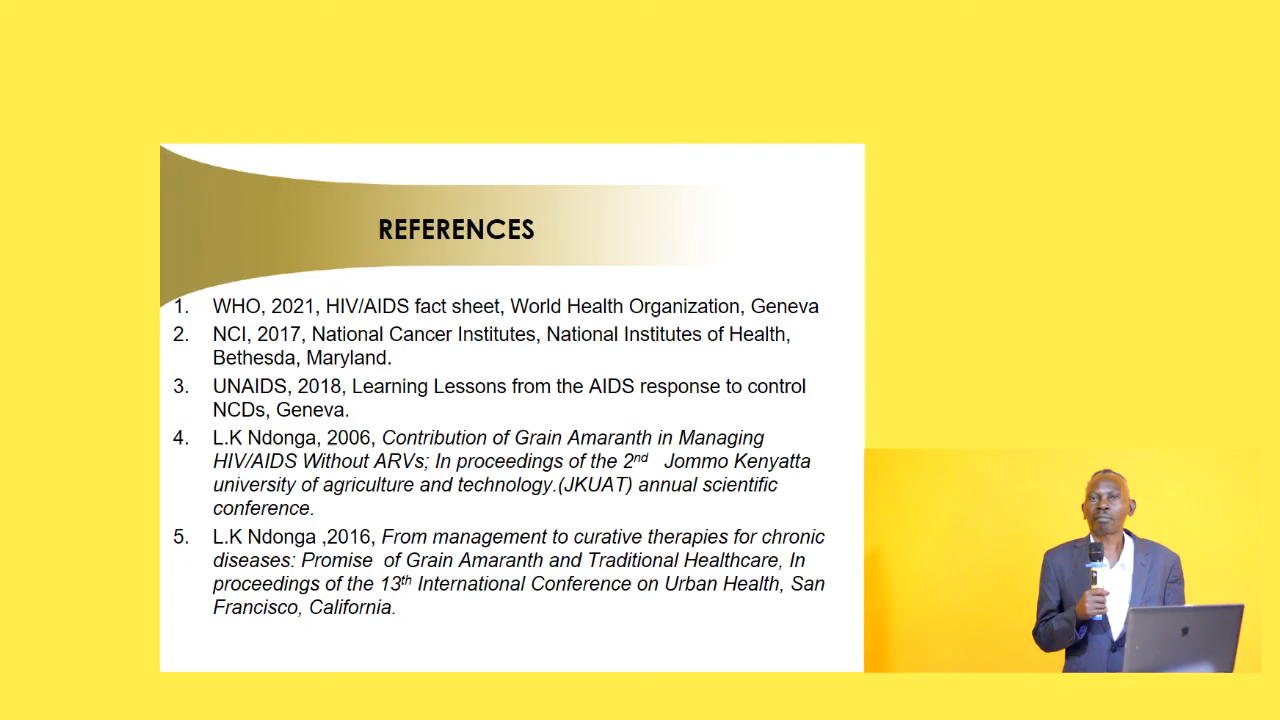 REFERENCES
1. WHO, 2021, HIV/AIDS fact sheet, World Health Organization, Geneva
2. NCI, 2017, National Cancer Institutes, National Institutes of Health,
Bethesda, Maryland.
3. UNAIDS, 2018, Learning Lessons from the AIDS response to control
NCDs, Geneva.
4. L.K Ndonga, 2006, Contribution of Grain Amaranth in Managing
HIV/AIDS Without ARVs; In proceedings of the 2nd Jommo Kenyatta
university of agriculture and technology.(JKUAT) annual scientific
conference.
5. L.K Ndonga ,2016, From management to curative therapies for chronic
diseases: Promise of Grain Amaranth and Traditional Healthcare, In
proceedings of the 13th International Conference on Urban Health, San
Francisco, California.